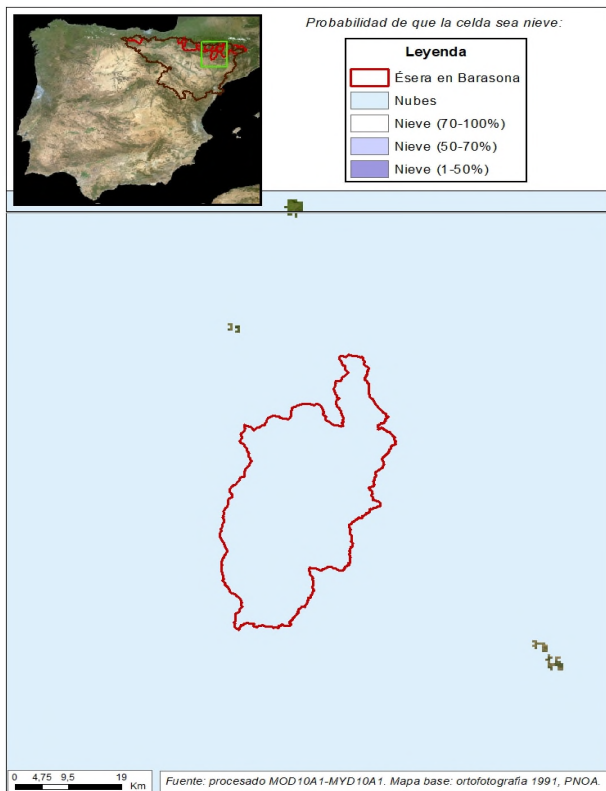 Probabilidad de que la celda sea nieve:
Leyenda
Ésera en Barasona
Nubes
Nieve (70-100%)
Nieve (50-70%)
Nieve (1-50%)
0 4,75 9,5 19
Km
Fuente: procesado MOD10A1-MYD10A1. Mapa base: ortofotografía 1991, PNOA.